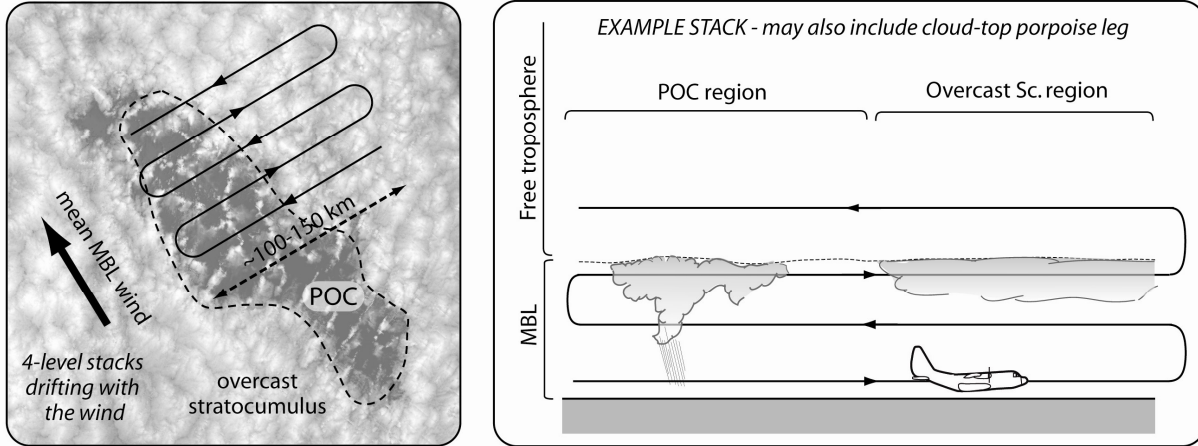 mean MBL wind
~100-150 km
POC
4-level stacks
drifting with
the wind
overcast
stratocumulus
EXAMPLE STACK - may also include cloud-top porpoise leg
Free troposphere
MBL
POC region
Overcast Sc. region